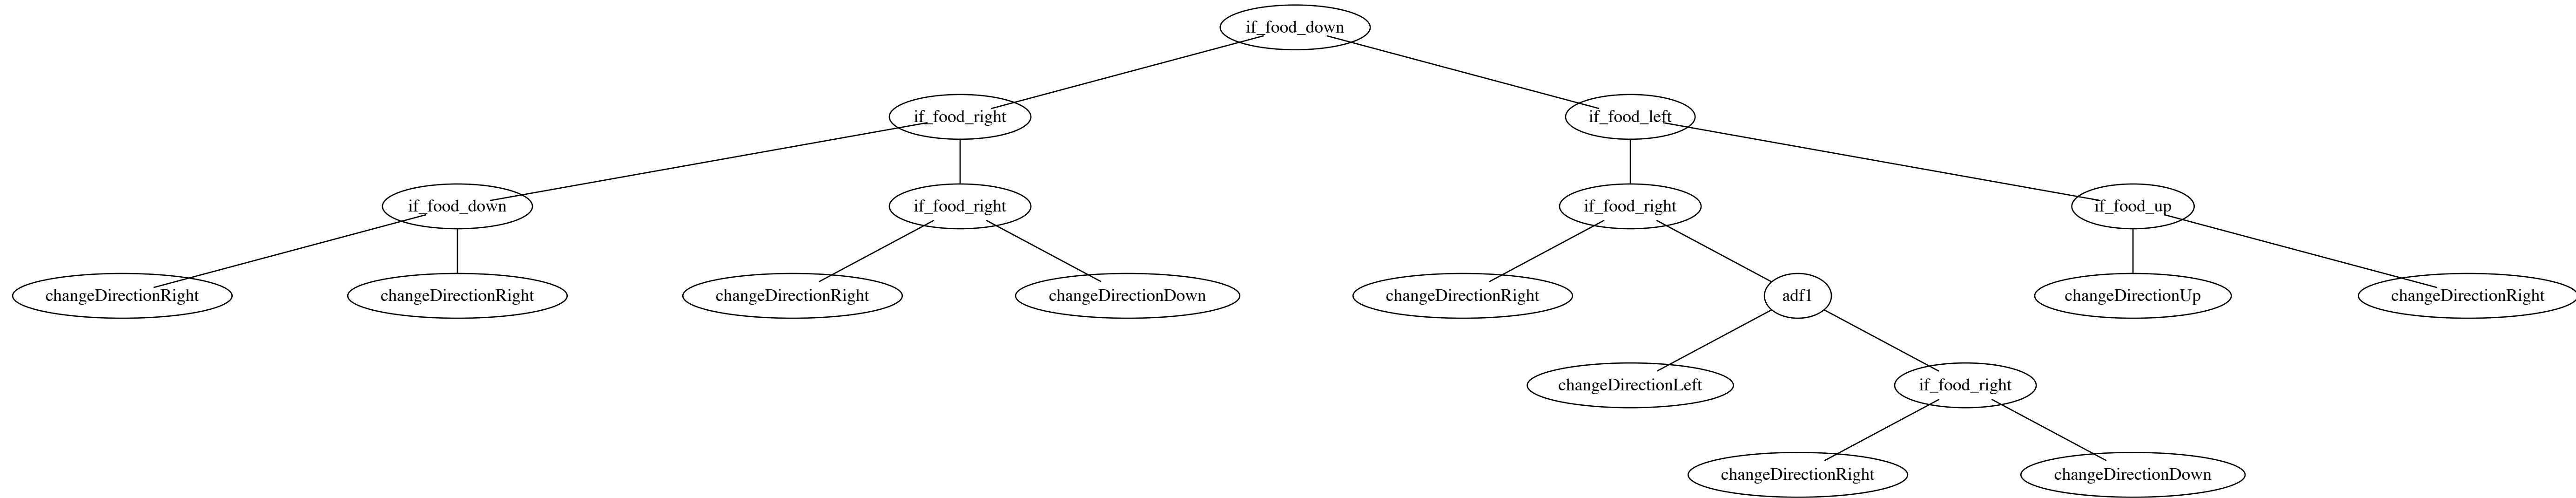 if_food_down
if_food_right
if_food_left
if_food_down
if_food_right
if_food_right
if_food_up
changeDirectionRight
changeDirectionRight
changeDirectionRight
changeDirectionDown
changeDirectionRight
adf1
changeDirectionUp
changeDirectionRight
changeDirectionLeft
if_food_right
changeDirectionRight
changeDirectionDown